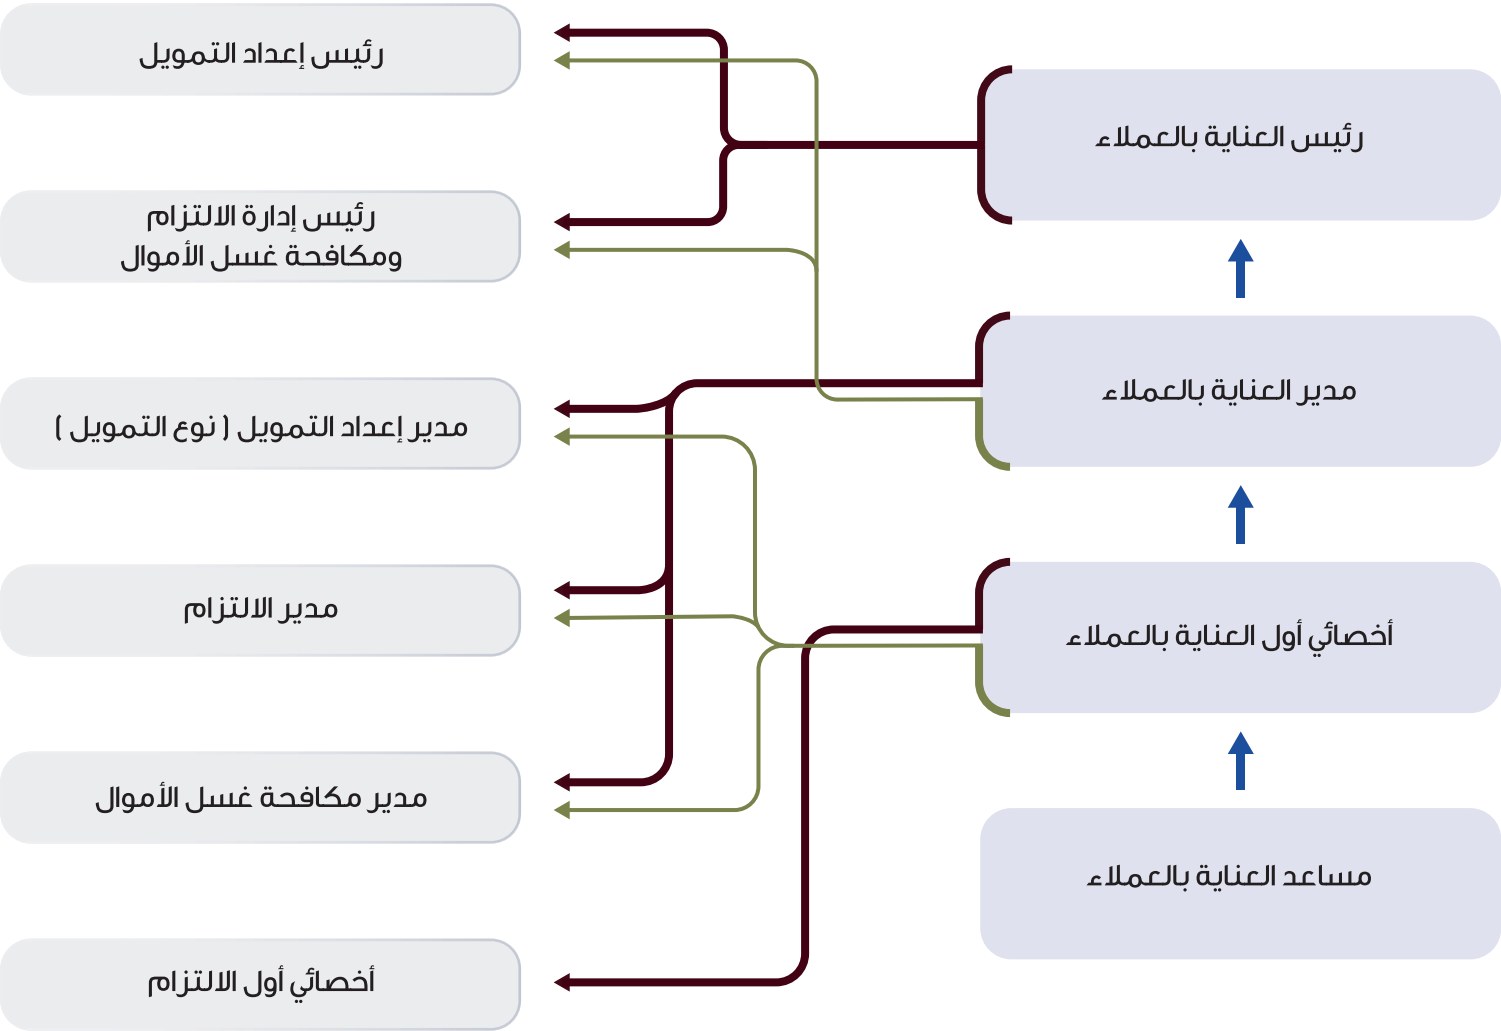 رئيس العناية بالعملاء
مدير العناية بالعملاء
أخصائي أول العناية بالعملاء
مساعد العناية بالعملاء
رئيس إعداد التمويل
رئيس إدارة الالتزام
ومكافحة غسل الأموال
مدير إعداد التمويل ( نوع التمويل )
مدير الالتزام
مدير مكافحة غسل الأموال
أخصائي أول الالتزام